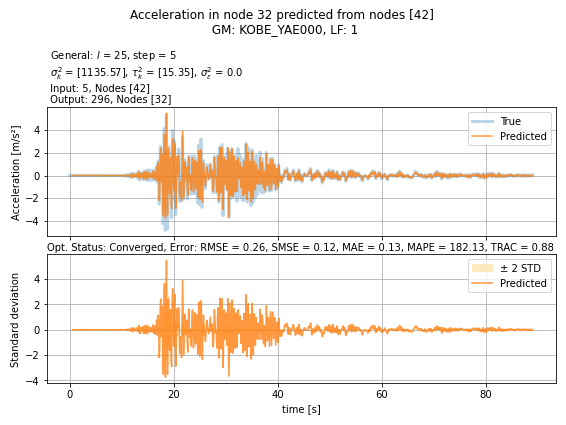 Acceleration in node 32 predicted from nodes [42]
GM: KOBE_YAE000, LF: 1
General: l = 25, step = 5
σ²ₖ = [1135.57], τ²ₖ = [15.35], σ²ε = 0.0
Input: 5, Nodes [42]
Output: 296, Nodes [32]
True
Predicted
4
2
0
−2
−4
Acceleration [m/s²]
Opt. Status: Converged, Error: RMSE = 0.26, SMSE = 0.12, MAE = 0.13, MAPE = 182.13, TRAC = 0.88
± 2 STD
Predicted
4
2
0
−2
−4
Standard deviation
0 20 40 60 80
time [s]